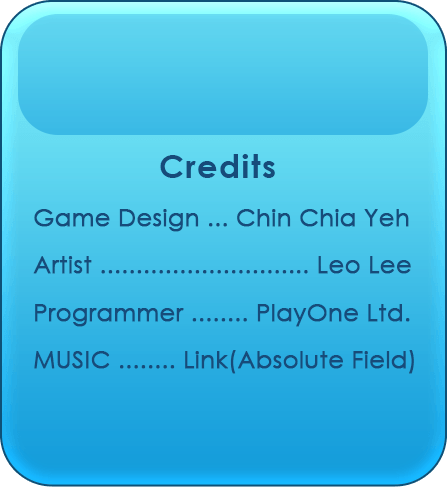 Credits
Game Design ... Chin Chia Yeh
Artist ............................. Leo Lee
Programmer ........ PlayOne Ltd.
MUSIC ........ Link(Absolute Field)